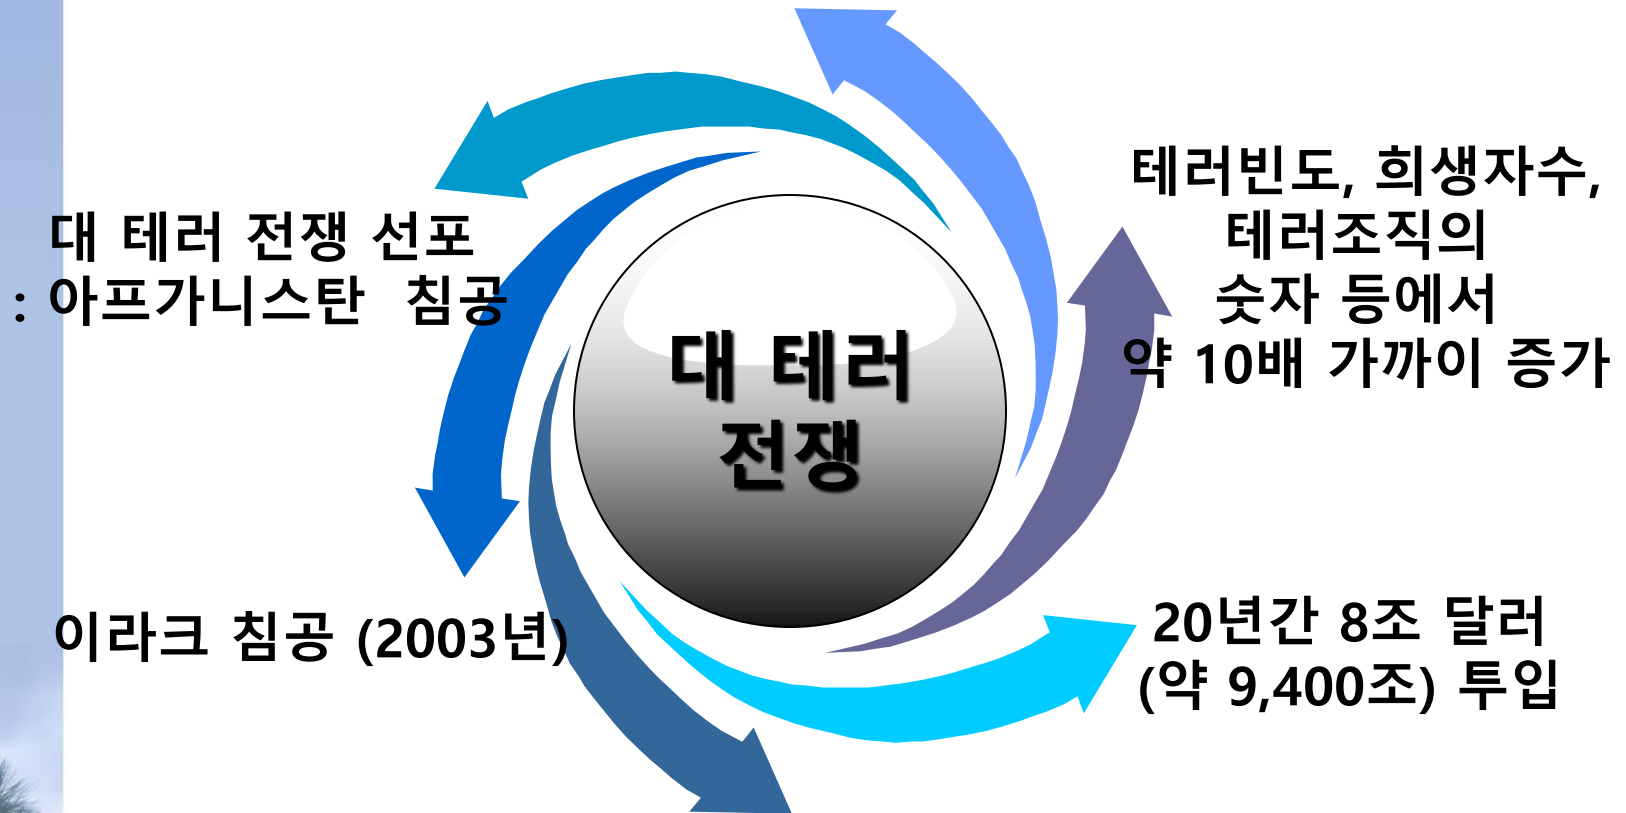 대 테러 전쟁 선포
: 아프가니스탄 침공
이라크 침공 (2003년)
대 테러
전쟁
테러빈도, 희생자수,
테러조직의
숫자 등에서
약 10배 가까이 증가
20년간 8조 달러
(약 9,400조) 투입